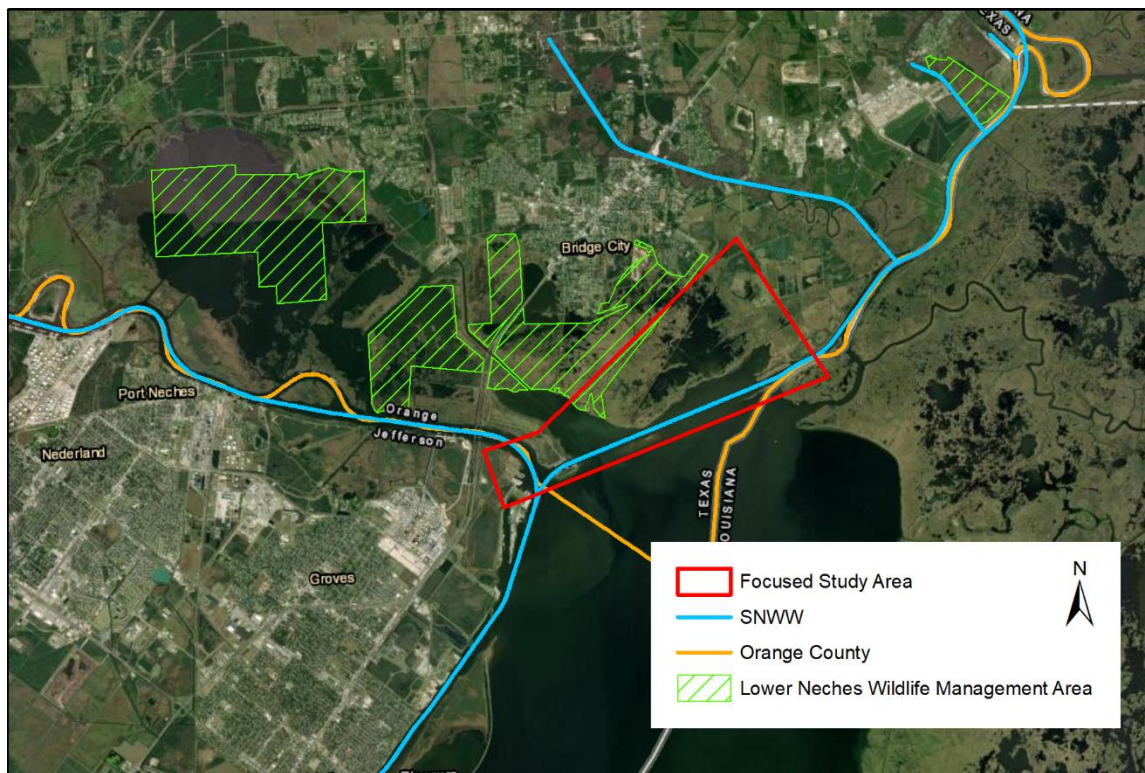 TEXAS
Bridge City
Port Neches
Orange
Jefferson
Nederland
TEXAS
OUISIANA
Groves
Focused Study Area
SNWW
Orange County
Lower Neches Wildlife Management Area
N